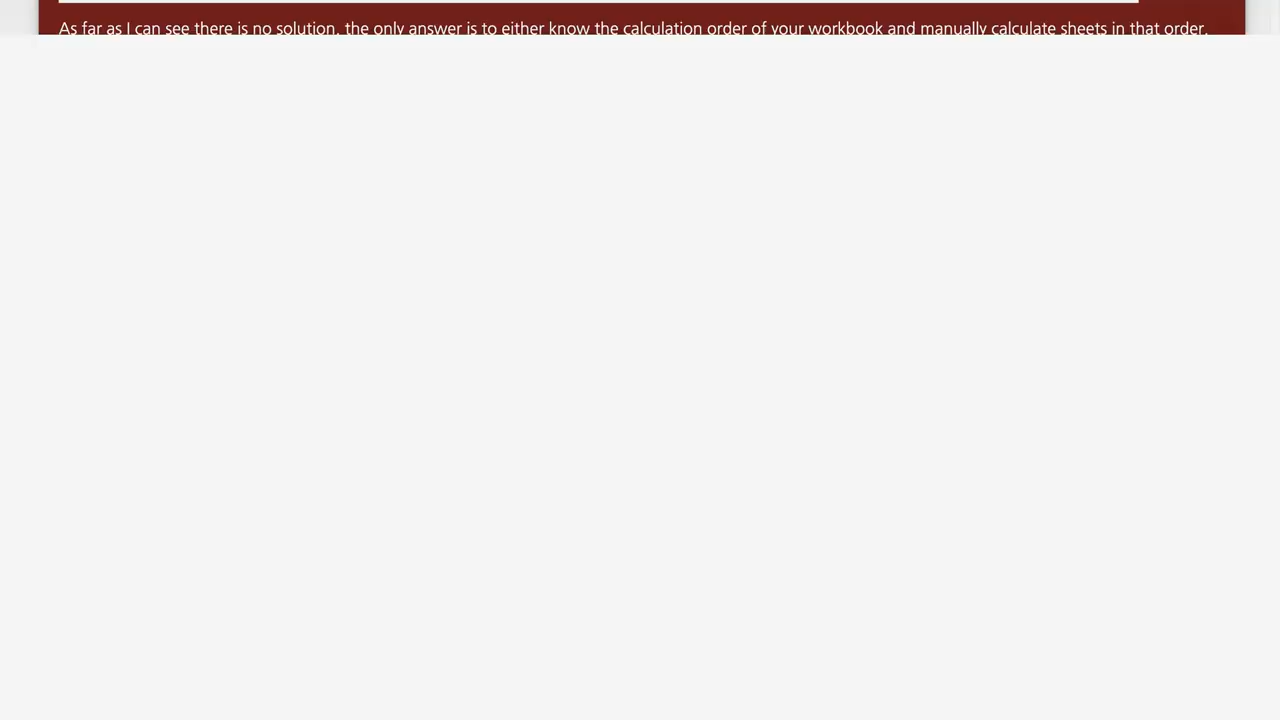 As far as I can see there is no solution, the only answer is to either know the calculation order of your workbook and manually calculate sheets in that order,